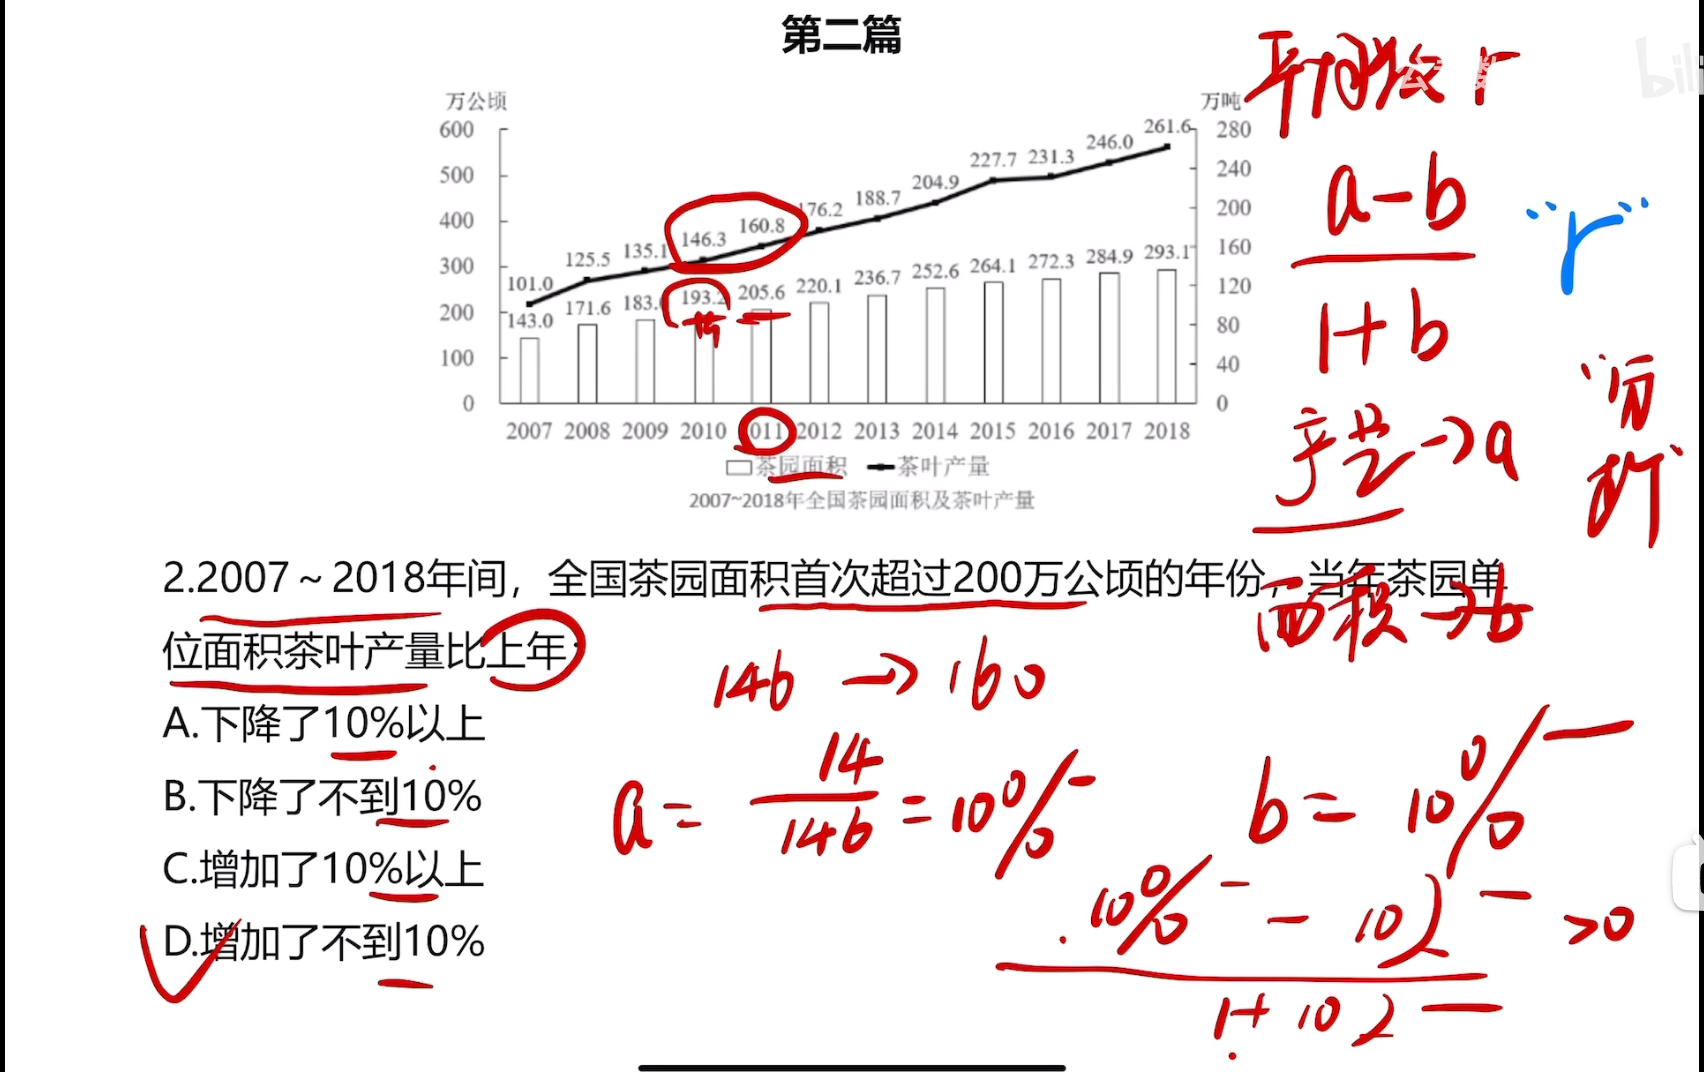 第二篇
平均数 r
万公顷
万吨
600
500
400
300
200
100
0
280
240
200
160
120
80
40
0
101.0 125.5 135.1 146.3 160.8 176.2 188.7 204.9 227.7 231.3 246.0 261.6
143.0 171.6 183. 193.2 205.6 220.1 236.7 252.6 264.1 272.3 284.9 293.1
2007 2008 2009 2010 011 2012 2013 2014 2015 2016 2017 2018
茶园面积 茶叶产量
2007~2018年全国茶园面积及茶叶产量
a-b
1+b
"r"
产量→a
面积→b
2.2007～2018年间，全国茶园面积首次超过200万公顷的年份，当年茶园单
位面积茶叶产量比上年
146 → 160
A.下降了10%以上
B.下降了不到10%
C.增加了10%以上
D.增加了不到10%
a = 14/146 = 10%-
b = 10%-
10%- - 10%- >0
1+10%-
bili